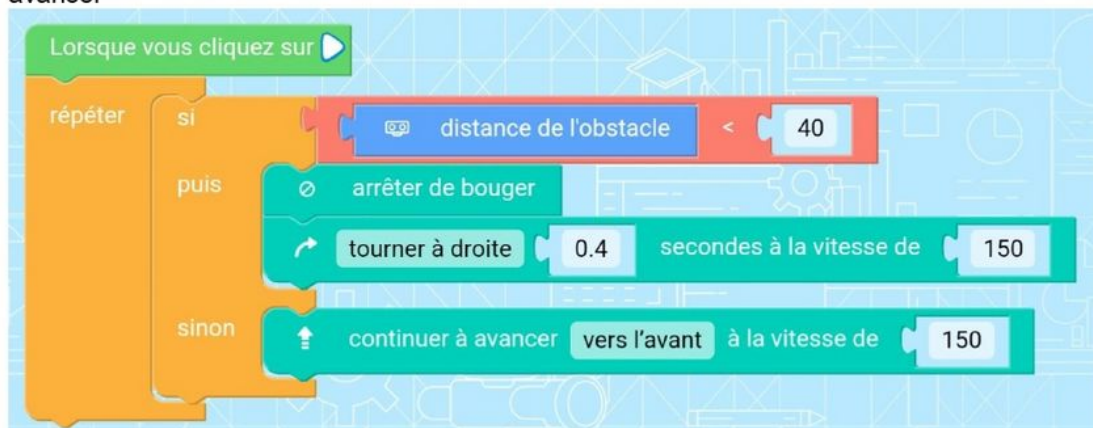 avancer
Lorsque vous cliquez sur
répéter si distance de l'obstacle < 40
puis arrêter de bouger
tourner à droite 0.4 secondes à la vitesse de 150
sinon continuer à avancer vers l'avant à la vitesse de 150